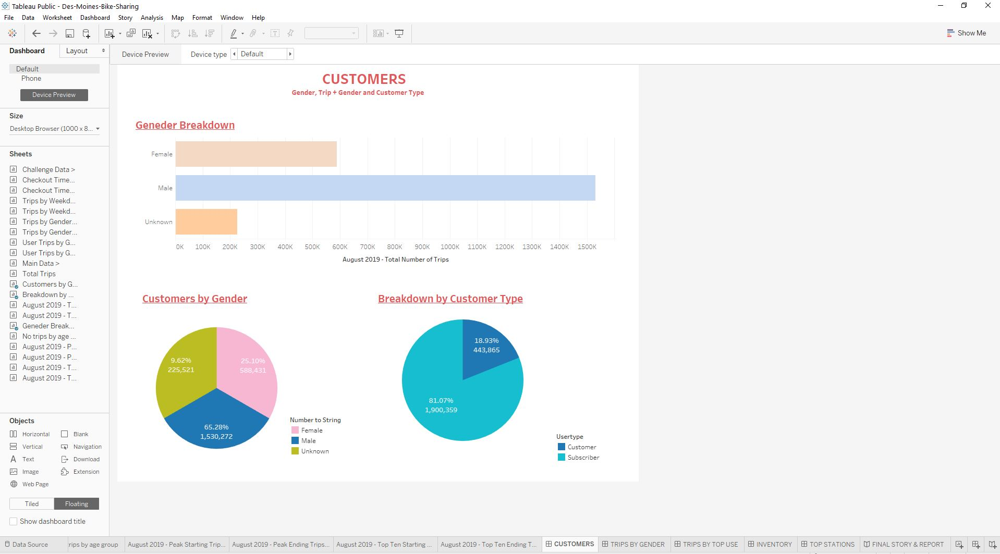 Tableau Public - Des-Moines-Bike-Sharing
File Data Worksheet Dashboard Story Analysis Map Format Window Help
Show Me
Dashboard Layout
Device Preview Device type Default
Default
Phone
Device Preview
Size
Desktop Browser (1000 x 8...
Sheets
Challenge Data >
Checkout Time...
Checkout Time...
Trips by Weekd...
Trips by Weekd...
Trips by Gender...
Trips by Gender...
User Trips by G...
User Trips by G...
Main Data >
Total Trips
Customers by G...
Breakdown by ...
August 2019 - T...
August 2019 - T...
Geneder Break...
No trips by age ...
August 2019 - P...
August 2019 - P...
August 2019 - T...
August 2019 - T...
Objects
Horizontal Blank
Vertical Navigation
Text Download
Image Extension
Web Page
Tiled Floating
Show dashboard title
CUSTOMERS
Gender, Trip + Gender and Customer Type
Geneder Breakdown
Female
Male
Unknown
0K 100K 200K 300K 400K 500K 600K 700K 800K 900K 1000K 1100K 1200K 1300K 1400K 1500K
August 2019 - Total Number of Trips
Customers by Gender
9.62%
225,521
25.10%
588,431
65.28%
1,530,272
Number to String
Female
Male
Unknown
Breakdown by Customer Type
18.93%
443,865
81.07%
1,900,359
Usertype
Customer
Subscriber
Data Source rips by age group August 2019 - Peak Starting Trip... August 2019 - Peak Ending Trips... August 2019 - Top Ten Starting ... August 2019 - Top Ten Ending T... CUSTOMERS TRIPS BY GENDER TRIPS BY TOP USE INVENTORY TOP STATIONS FINAL STORY & REPORT